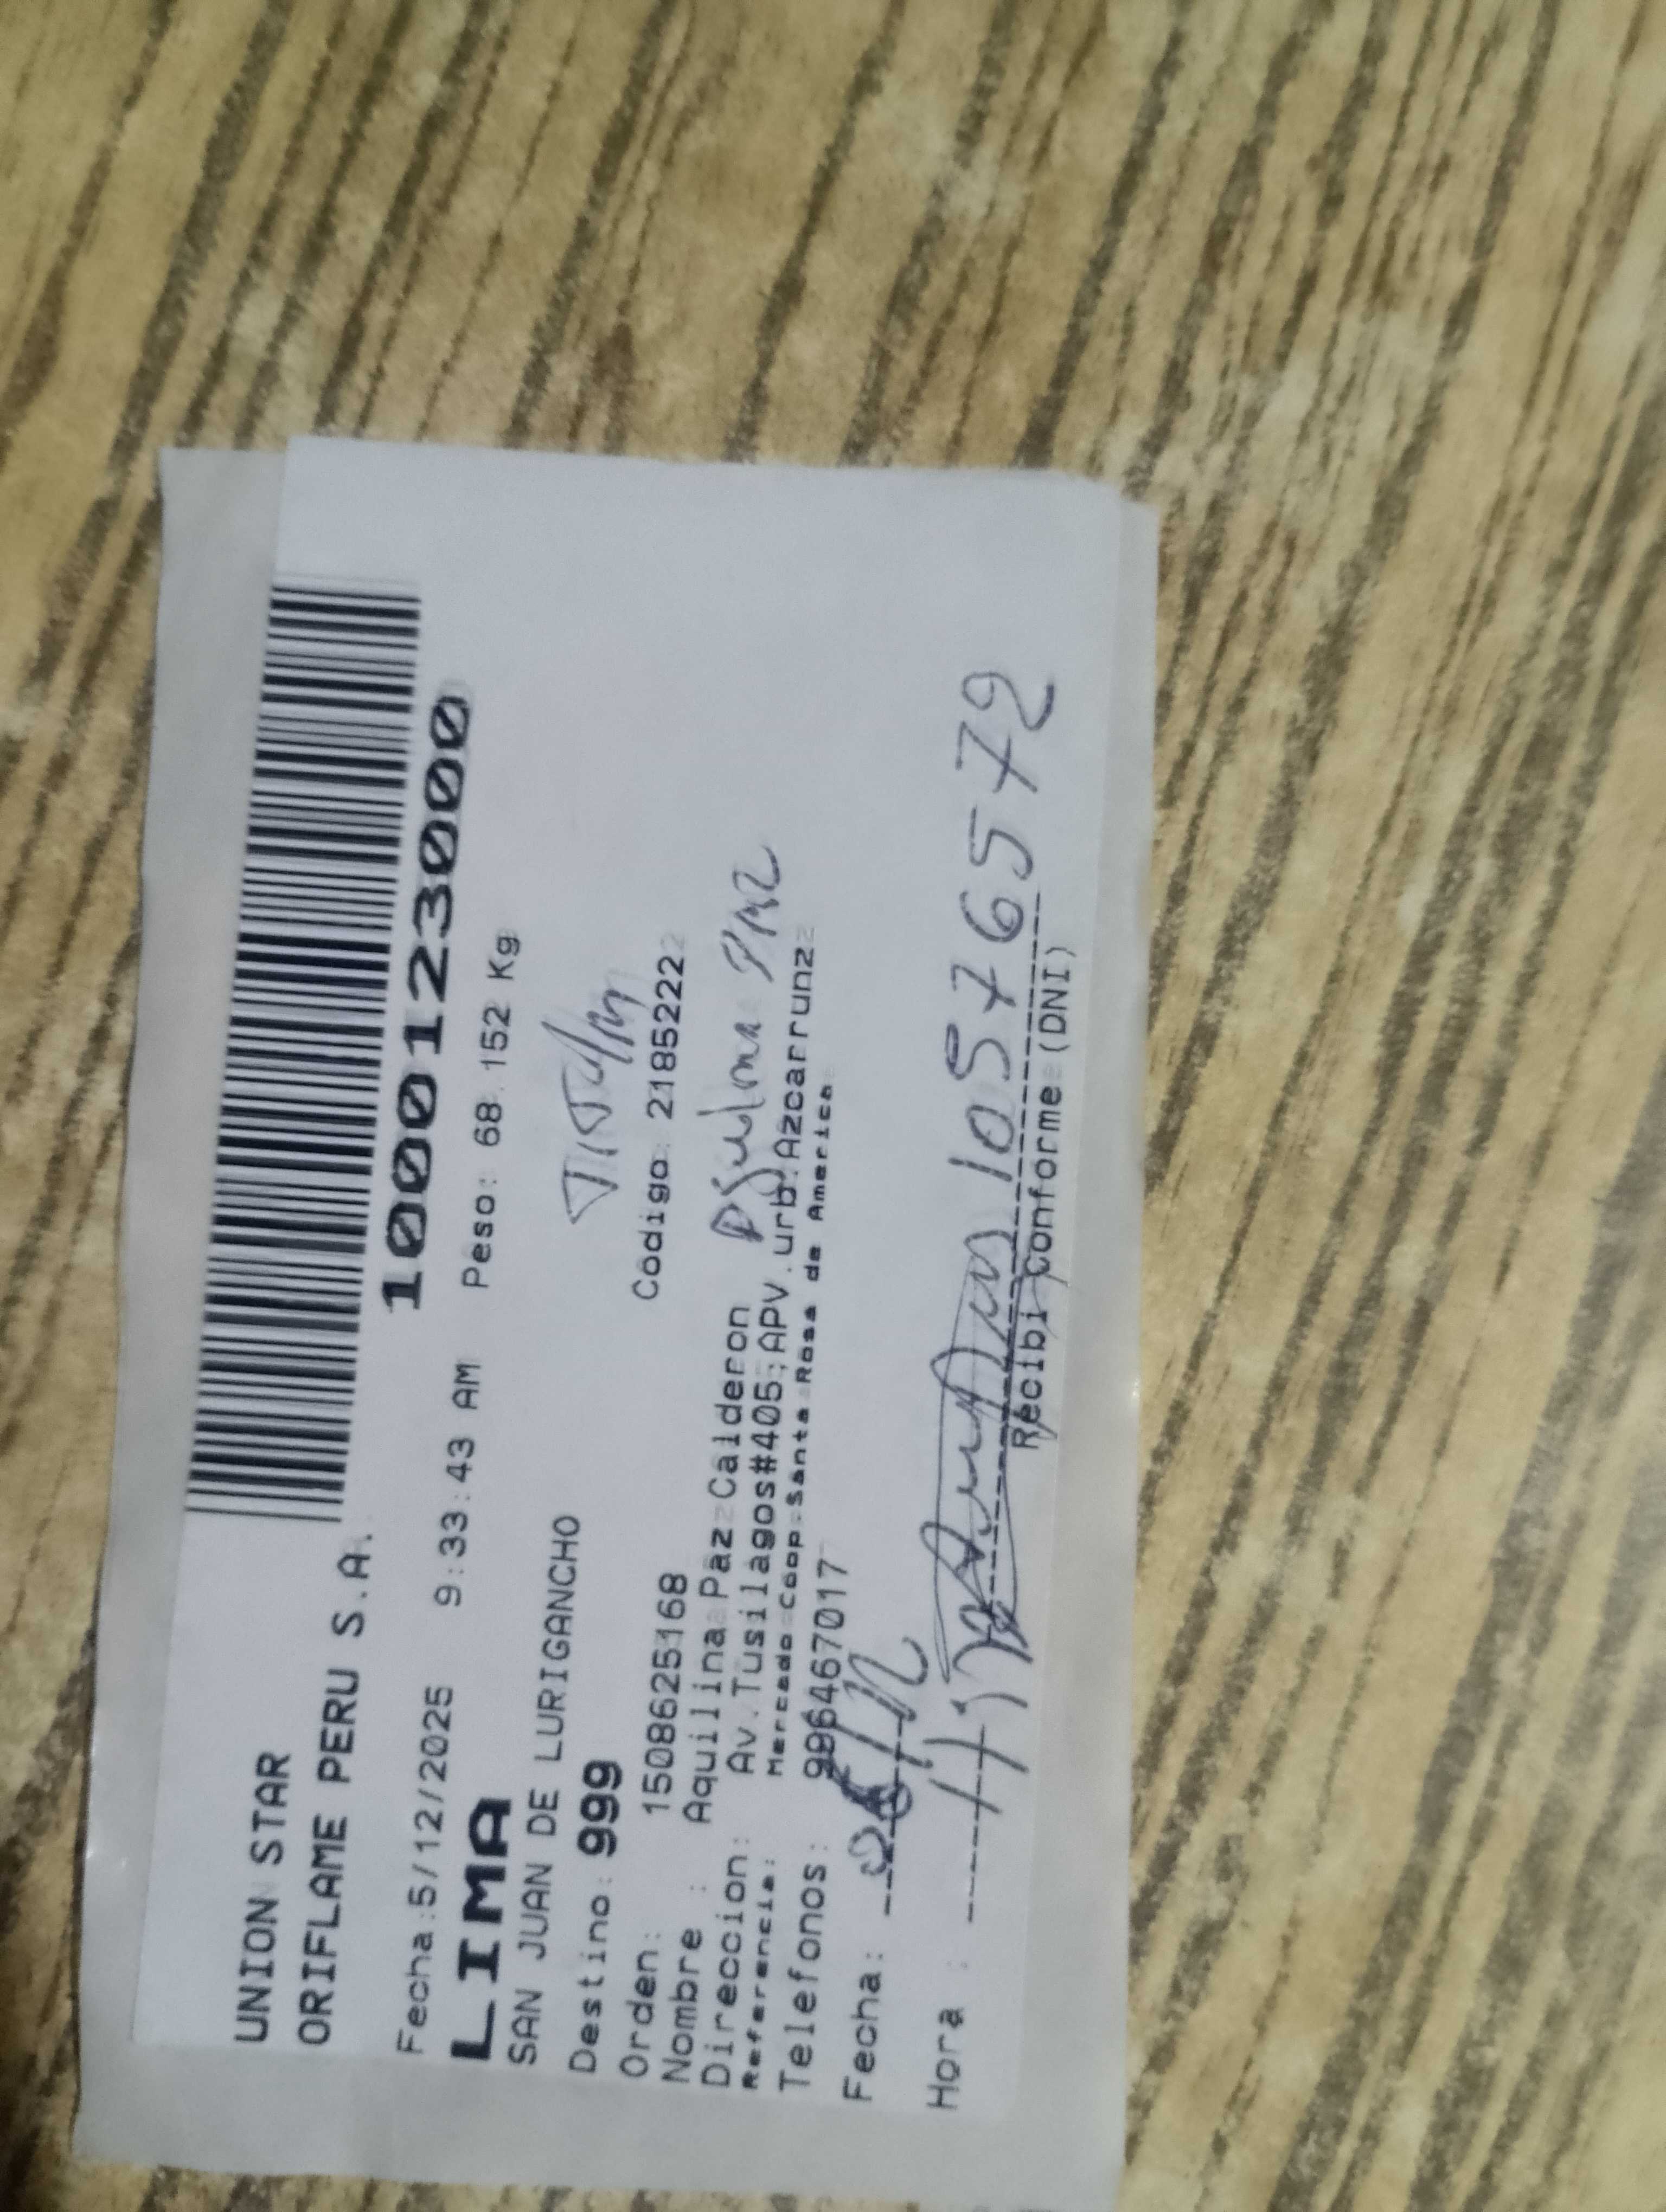 UNION STAR
ORIFLAME PERU S.A.
1000123000
Fecha:5/12/2025 9:33:43 AM Peso: 68.152 Kg
LIMA
SAN JUAN DE LURIGANCHO
Destino: 999
Orden: 1508625168 Codigo: 2185222
Nombre : Aquilina Paz Calderon
Direccion: Av.Tusilagos#405;APV.urb.Azcarrunz
Referencia: Mercado Coop Santa Rosa de America
Telefonos: 996467017
Fecha:
Hora : 10576572
Recibi Conforme (DNI)